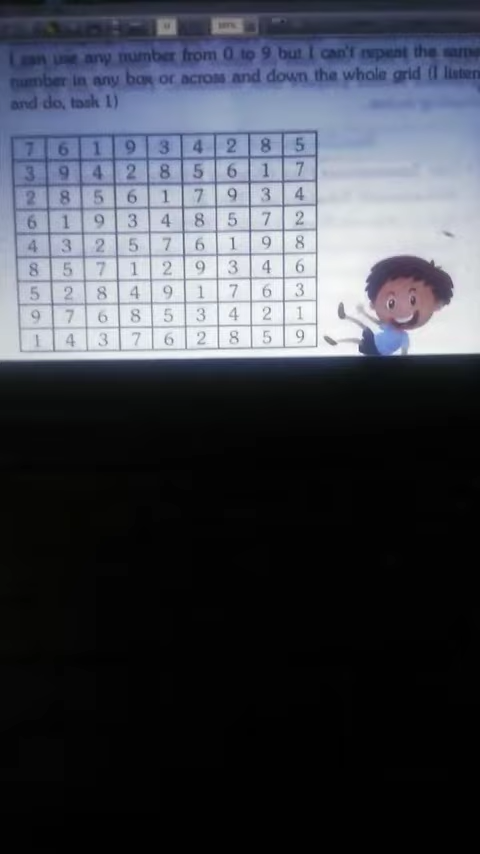 I can use any number from 0 to 9 but I can't repeat the same
number in any box or across and down the whole grid (I listen
and do, task 1)
7 6 1 9 3 4 2 8 5
3 9 4 2 8 5 6 1 7
2 8 5 6 1 7 9 3 4
6 1 9 3 4 8 5 7 2
4 3 2 5 7 6 1 9 8
8 5 7 1 2 9 3 4 6
5 2 8 4 9 1 7 6 3
9 7 6 8 5 3 4 2 1
1 4 3 7 6 2 8 5 9